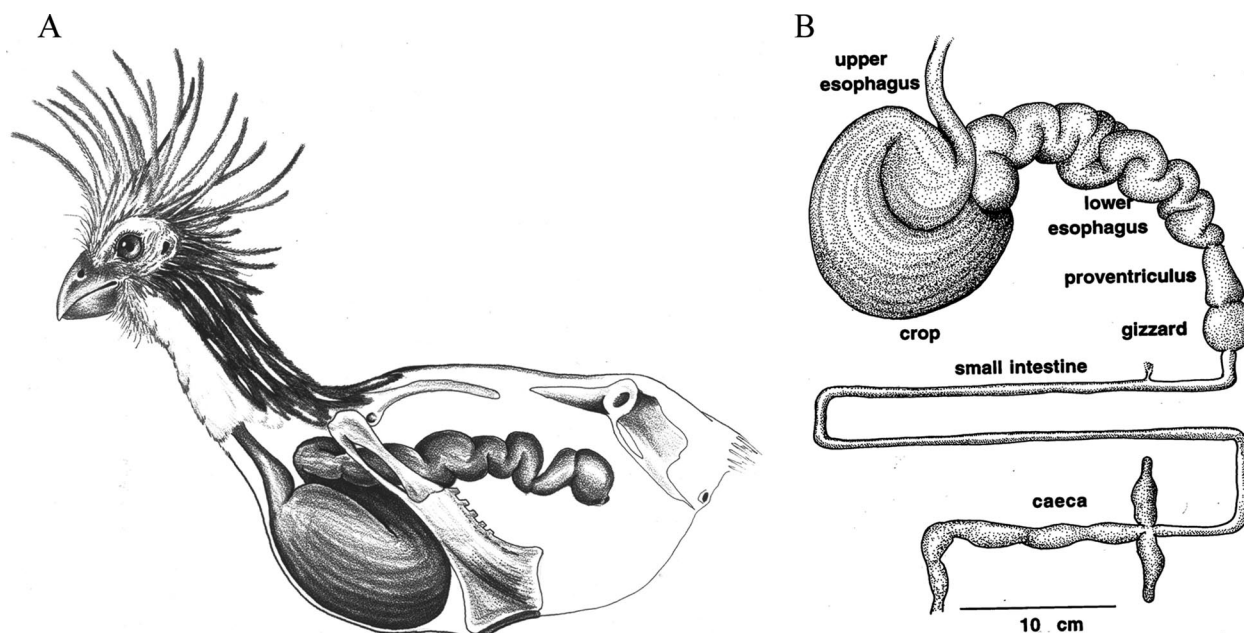 A
B
upper
esophagus
lower
esophagus
proventriculus
crop
gizzard
small intestine
caeca
10 cm